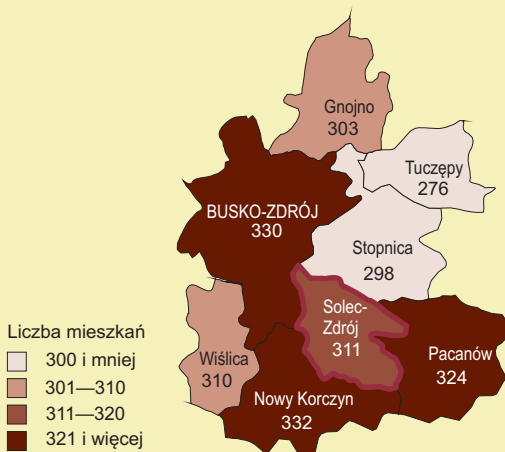 Gnojno
303
Tuczępy
276
BUSKO-ZDRÓJ
330
Stopnica
298
Solec-
Zdrój
311
Wiślica
310
Pacanów
324
Nowy Korczyn
332
Liczba mieszkań
300 i mniej
301—310
311—320
321 i więcej